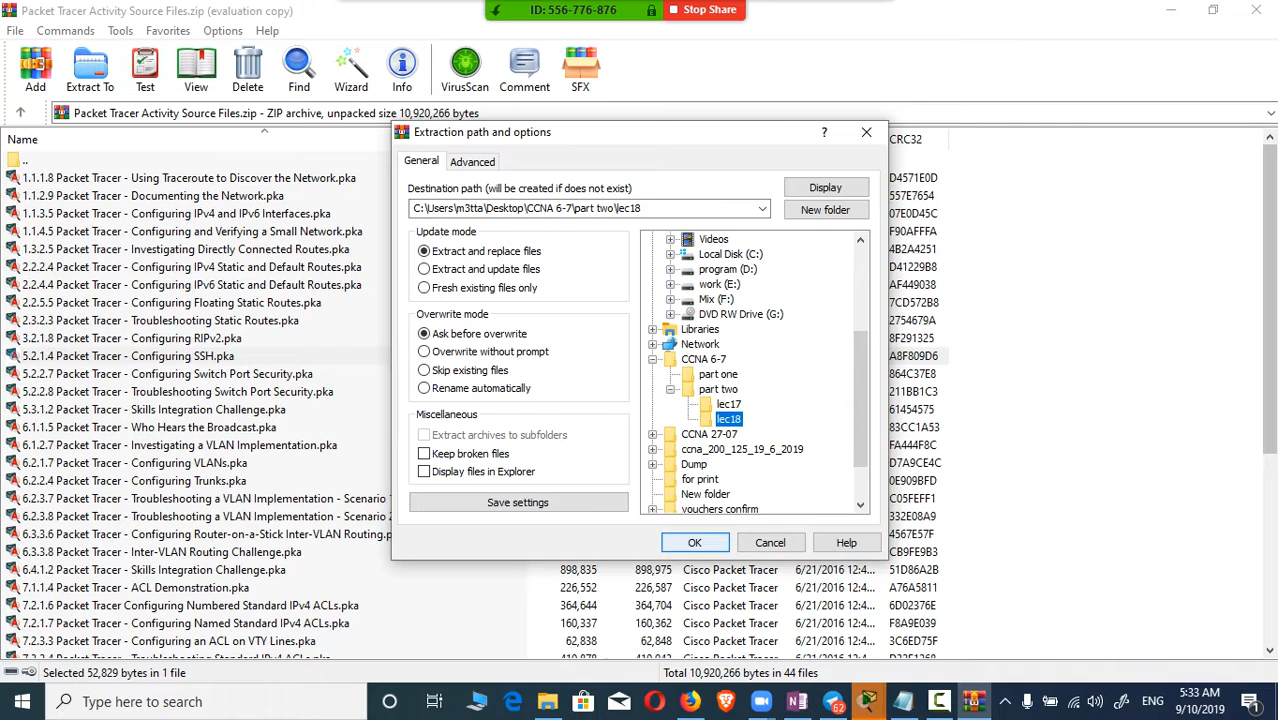 Packet Tracer Activity Source Files.zip (evaluation copy)
ID: 556-776-876
Stop Share
File Commands Tools Favorites Options Help
Add Extract To Test View Delete Find Wizard Info VirusScan Comment SFX
Packet Tracer Activity Source Files.zip - ZIP archive, unpacked size 10,920,266 bytes
Name
CRC32
..
1.1.1.8 Packet Tracer - Using Traceroute to Discover the Network.pka
D4571E0D
1.1.2.9 Packet Tracer - Documenting the Network.pka
557E7654
1.1.3.5 Packet Tracer - Configuring IPv4 and IPv6 Interfaces.pka
07E0D45C
1.1.4.5 Packet Tracer - Configuring and Verifying a Small Network.pka
F90AFFFA
1.3.2.5 Packet Tracer - Investigating Directly Connected Routes.pka
4B2A4251
2.2.2.4 Packet Tracer - Configuring IPv4 Static and Default Routes.pka
D41229B8
2.2.4.4 Packet Tracer - Configuring IPv6 Static and Default Routes.pka
AF449038
2.2.5.5 Packet Tracer - Configuring Floating Static Routes.pka
7CD572B8
2.3.2.3 Packet Tracer - Troubleshooting Static Routes.pka
2754679A
3.2.1.8 Packet Tracer - Configuring RIPv2.pka
8F291325
5.2.1.4 Packet Tracer - Configuring SSH.pka
A8F809D6
5.2.2.7 Packet Tracer - Configuring Switch Port Security.pka
864C37E8
5.2.2.8 Packet Tracer - Troubleshooting Switch Port Security.pka
211BB1C3
5.3.1.2 Packet Tracer - Skills Integration Challenge.pka
61454575
6.1.1.5 Packet Tracer - Who Hears the Broadcast.pka
17E084D5
6.1.2.7 Packet Tracer - Investigating a VLAN Implementation.pka
FA444F8C
6.2.1.7 Packet Tracer - Configuring VLANs.pka
D7A9CE4C
6.2.2.4 Packet Tracer - Configuring Trunks.pka
0E909BFD
6.2.3.7 Packet Tracer - Troubleshooting a VLAN Implementation - Scenario
C05FEFF1
6.2.3.8 Packet Tracer - Troubleshooting a VLAN Implementation - Scenario 2
332E08A9
6.3.3.6 Packet Tracer - Configuring Router-on-a-Stick Inter-VLAN Routing.p
FD4973F3
6.3.3.8 Packet Tracer - Inter-VLAN Routing Challenge.pka
CB9FE9B3
6.4.1.2 Packet Tracer - Skills Integration Challenge.pka
898,835 898,975 Cisco Packet Tracer 6/21/2016 12:4... 51D86A2B
7.1.1.4 Packet Tracer - ACL Demonstration.pka
226,552 226,552 Cisco Packet Tracer 6/21/2016 12:4... A76A5811
7.2.1.6 Packet Tracer Configuring Numbered Standard IPv4 ACLs.pka
364,644 364,704 Cisco Packet Tracer 6/21/2016 12:4... 6D02376E
7.2.1.7 Packet Tracer - Configuring Named Standard IPv4 ACLs.pka
160,337 160,362 Cisco Packet Tracer 6/21/2016 12:4... F8A9E039
7.2.3.3 Packet Tracer - Configuring an ACL on VTY Lines.pka
62,838 62,848 Cisco Packet Tracer 6/21/2016 12:4... 3C6ED75F
Extraction path and options
General Advanced
Destination path (will be created if does not exist)
Display
C:\Users\m3tta\Desktop\CCNA 6-7\part two\lec18
New folder
Update mode
Extract and replace files
Extract and update files
Fresh existing files only
Overwrite mode
Ask before overwrite
Overwrite without prompt
Skip existing files
Rename automatically
Miscellaneous
Extract archives to subfolders
Keep broken files
Display files in Explorer
Save settings
Videos
Local Disk (C:)
program (D:)
work (E:)
Mix (F:)
DVD RW Drive (G:)
Libraries
Network
CCNA 6-7
part one
part two
lec17
lec18
CCNA 27-07
ccna_200_125_19_6_2019
Dump
for print
New folder
vouchers confirm
OK Cancel Help
Selected 52,829 bytes in 1 file
Total 10,920,266 bytes in 44 files
Type here to search
62
ENG
5:33 AM
9/10/2019
1